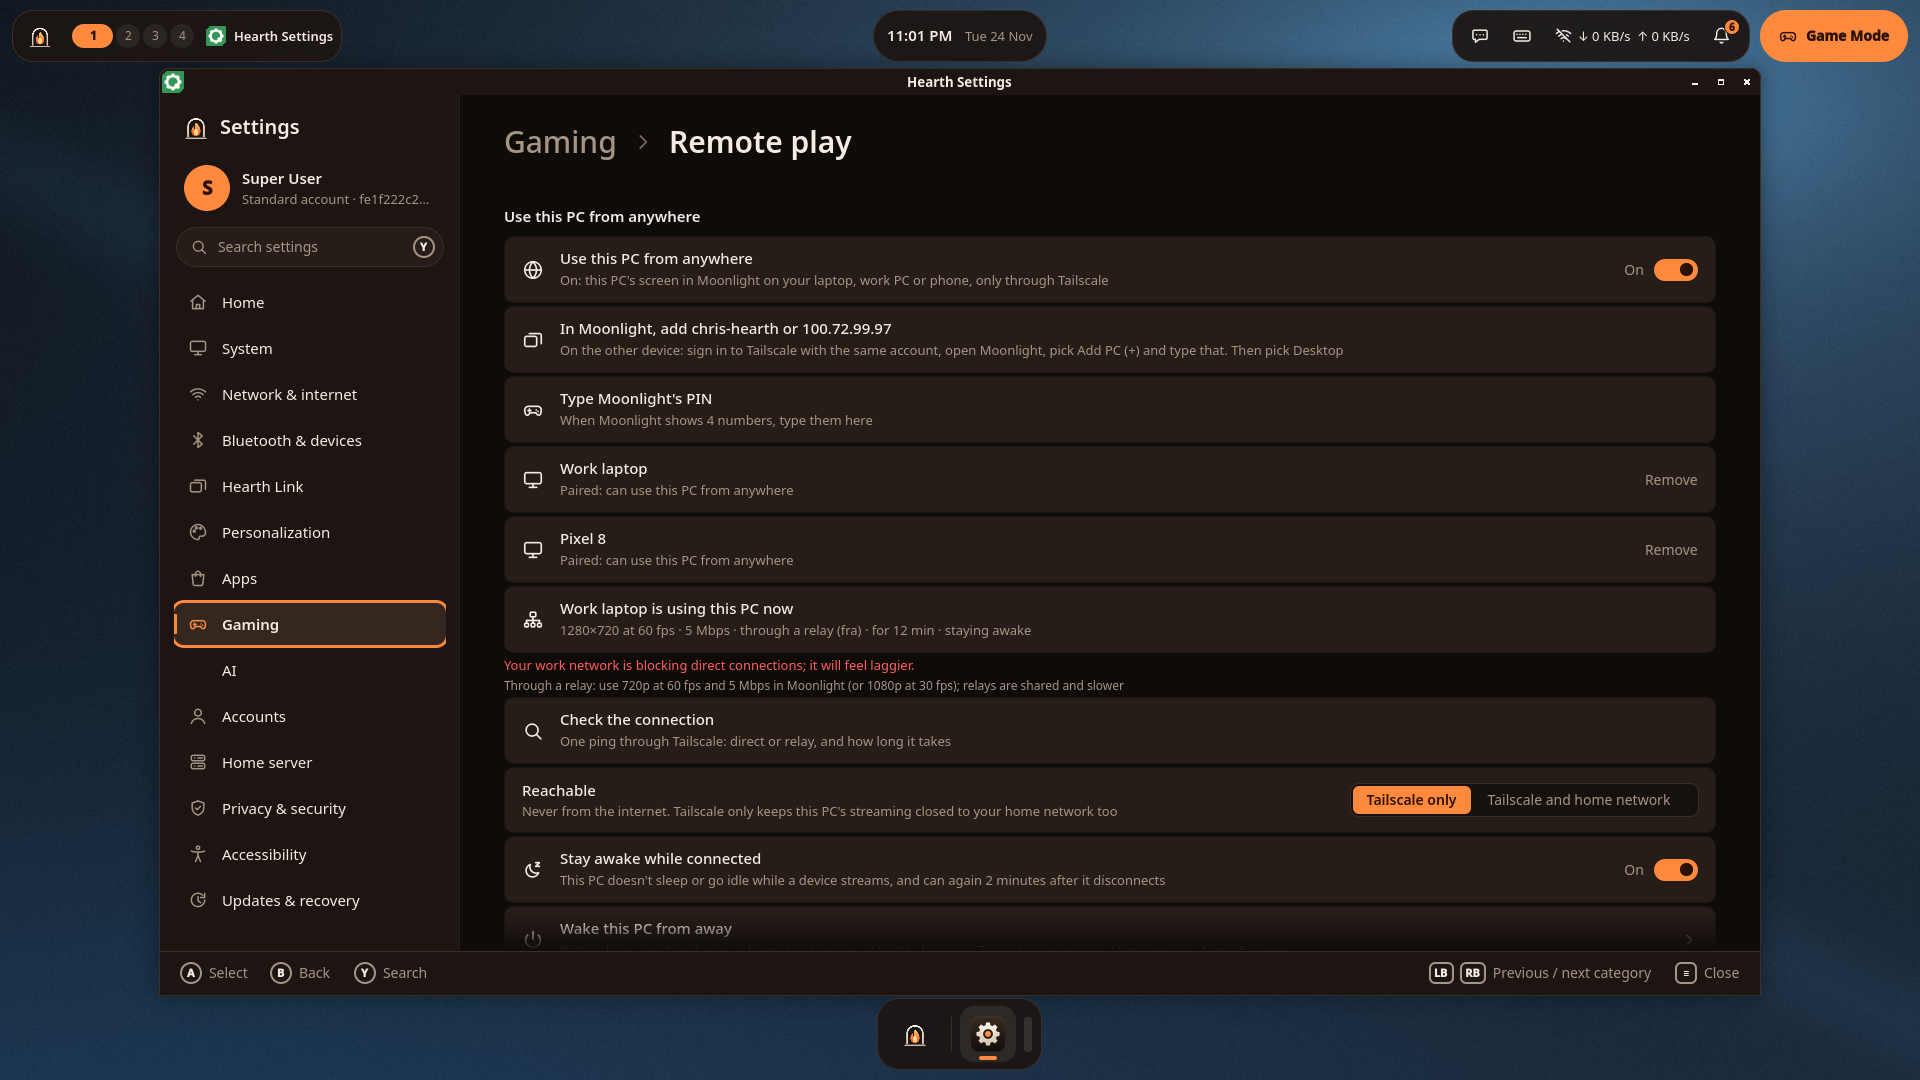 1 2 3 4 Hearth Settings
11:01 PM Tue 24 Nov
↓ 0 KB/s ↑ 0 KB/s
6
Game Mode
Hearth Settings
Settings
S
Super User
Standard account · fe1f222c2...
Search settings Y
Home
System
Network & internet
Bluetooth & devices
Hearth Link
Personalization
Apps
Gaming
AI
Accounts
Home server
Privacy & security
Accessibility
Updates & recovery
Gaming > Remote play
Use this PC from anywhere
Use this PC from anywhere
On: this PC's screen in Moonlight on your laptop, work PC or phone, only through Tailscale
On
In Moonlight, add chris-hearth or 100.72.99.97
On the other device: sign in to Tailscale with the same account, open Moonlight, pick Add PC (+) and type that. Then pick Desktop
Type Moonlight's PIN
When Moonlight shows 4 numbers, type them here
Work laptop
Paired: can use this PC from anywhere
Remove
Pixel 8
Paired: can use this PC from anywhere
Remove
Work laptop is using this PC now
1280×720 at 60 fps · 5 Mbps · through a relay (fra) · for 12 min · staying awake
Your work network is blocking direct connections; it will feel laggier.
Through a relay: use 720p at 60 fps and 5 Mbps in Moonlight (or 1080p at 30 fps); relays are shared and slower
Check the connection
One ping through Tailscale: direct or relay, and how long it takes
Reachable
Never from the internet. Tailscale only keeps this PC's streaming closed to your home network too
Tailscale only Tailscale and home network
Stay awake while connected
This PC doesn't sleep or go idle while a device streams, and can again 2 minutes after it disconnects
On
Wake this PC from away
A Select B Back Y Search
LB RB Previous / next category ≡ Close